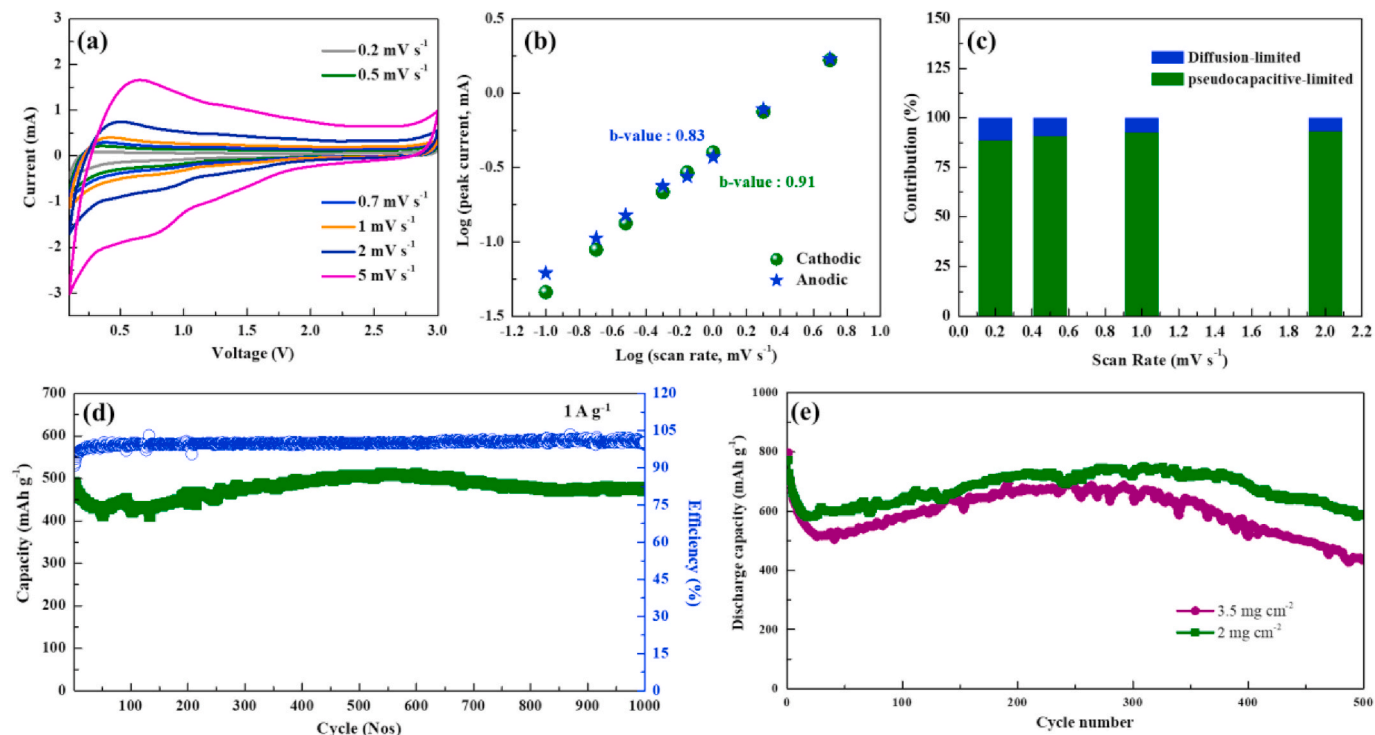 (a)
0.2 mV s⁻¹
0.5 mV s⁻¹
0.7 mV s⁻¹
1 mV s⁻¹
2 mV s⁻¹
5 mV s⁻¹
Current (mA)
3
2
1
0
-1
-2
-3
0.5 1.0 1.5 2.0 2.5 3.0
Voltage (V)
(b)
b-value : 0.83
b-value : 0.91
Cathodic
Anodic
Log (peak current, mA)
0.5
0.0
-0.5
-1.0
-1.5
-1.2 -1.0 -0.8 -0.6 -0.4 -0.2 0.0 0.2 0.4 0.6 0.8 1.0
Log (scan rate, mV s⁻¹)
(c)
Diffusion-limited
pseudocapacitive-limited
Contribution (%)
150
125
100
75
50
25
0
0.0 0.2 0.4 0.6 0.8 1.0 1.2 1.4 1.6 1.8 2.0 2.2
Scan Rate (mV s⁻¹)
(d)
1 A g⁻¹
Capacity (mAh g⁻¹)
700
600
500
400
300
200
100
0
120
105
90
75
60
45
30
15
0
Efficiency (%)
100 200 300 400 500 600 700 800 900 1000
Cycle (Nos)
(e)
Discharge capacity (mAh g⁻¹)
1000
800
600
400
200
0
3.5 mg cm⁻²
2 mg cm⁻²
0 100 200 300 400 500
Cycle number